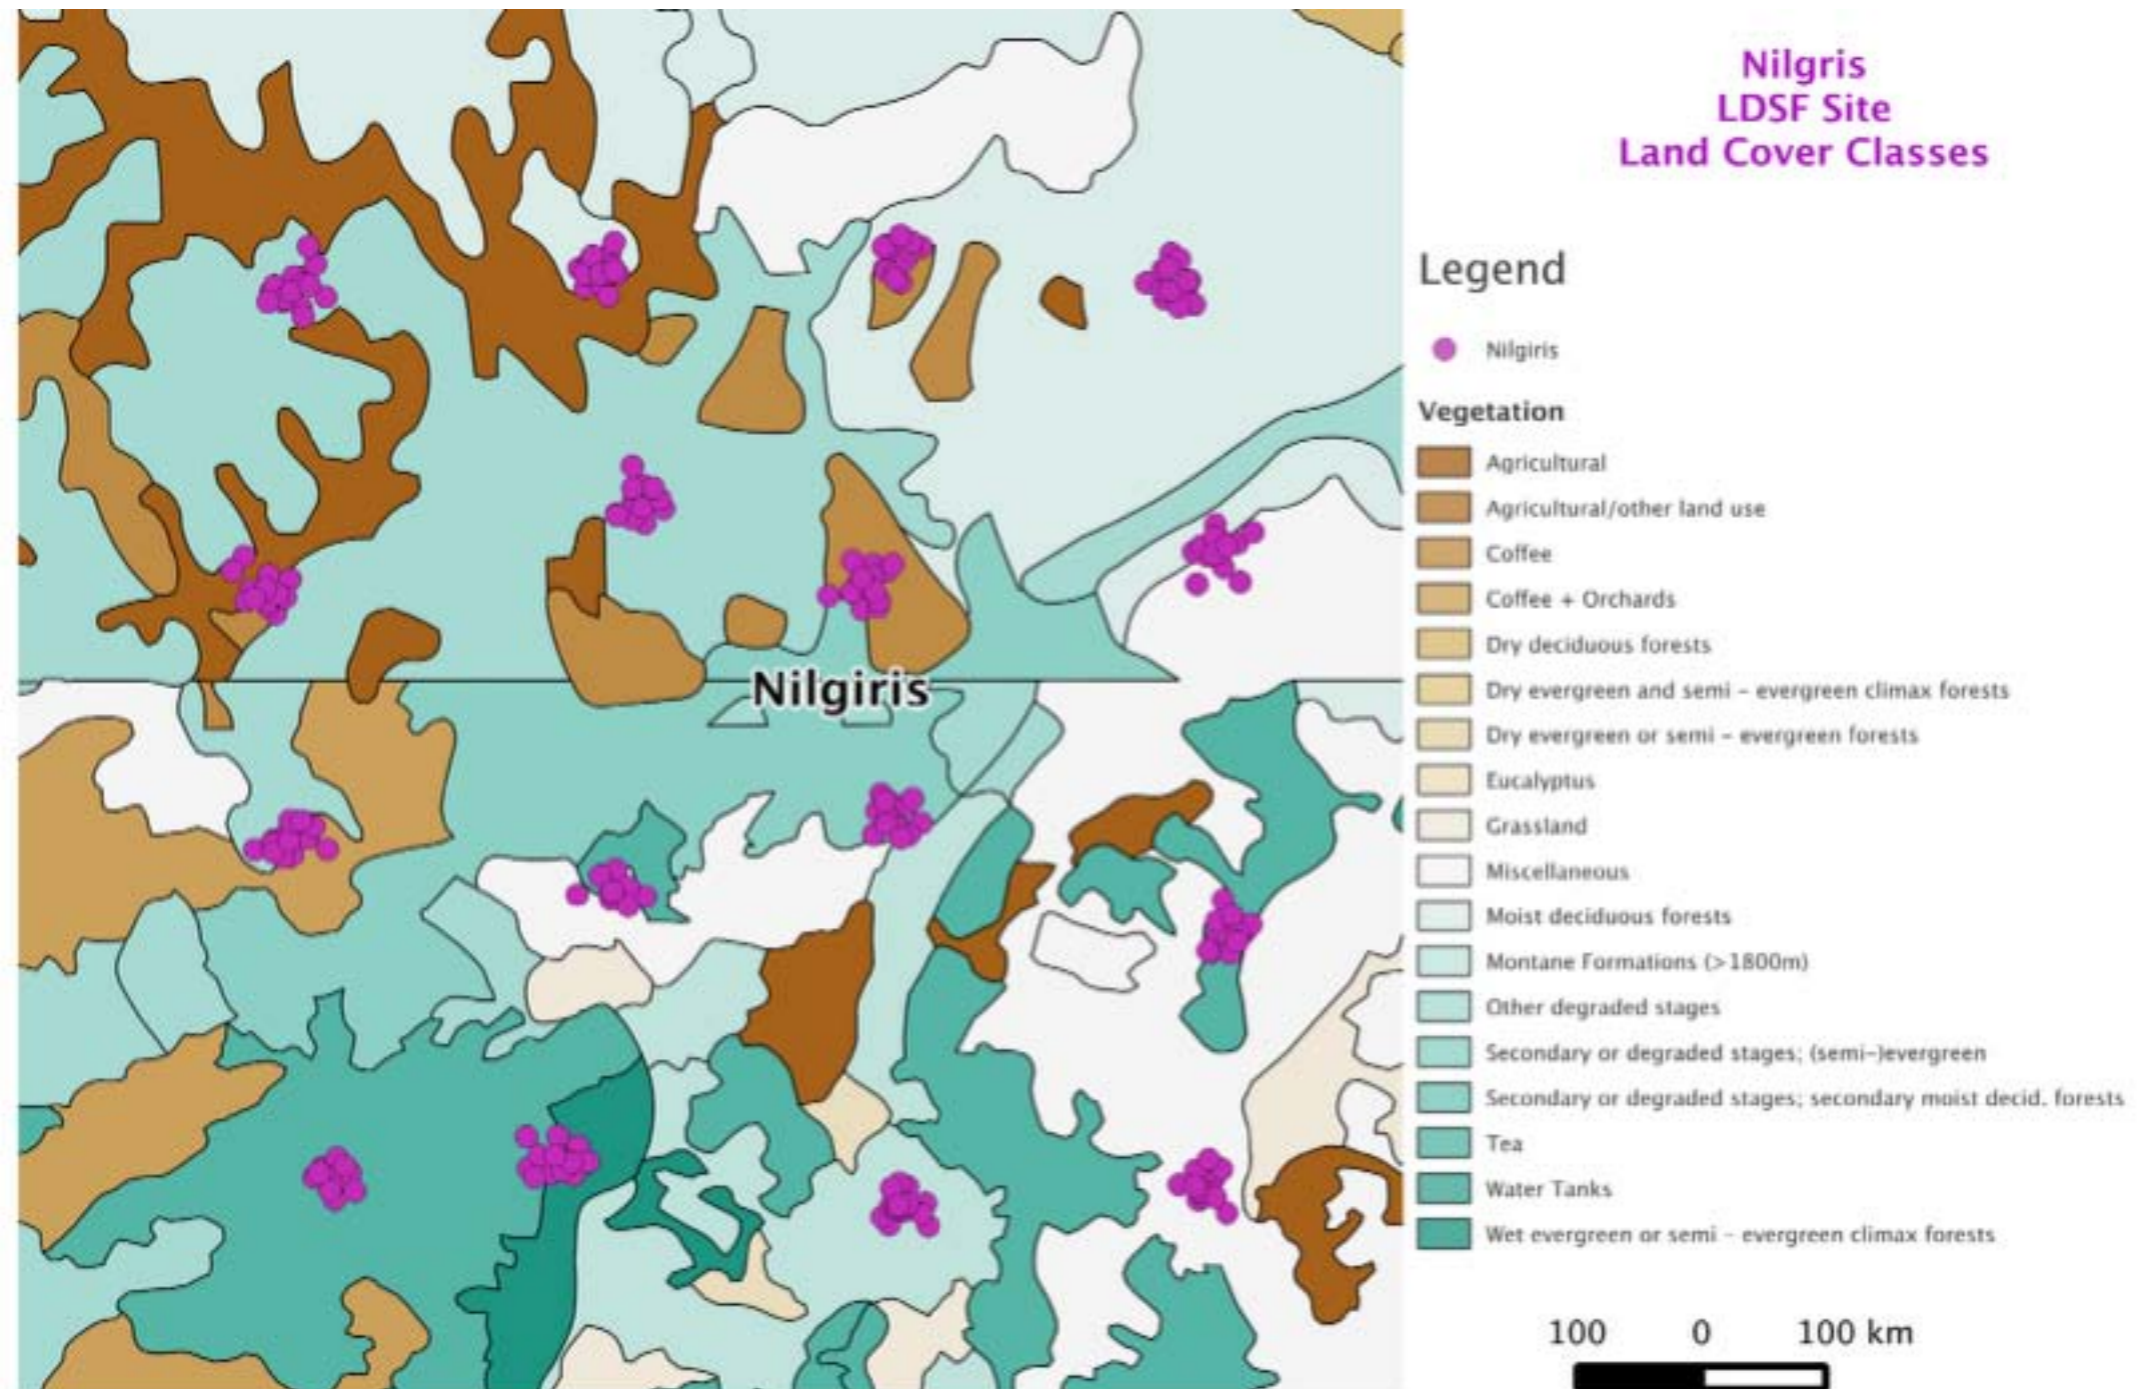 Nilgris
LDSF Site
Land Cover Classes
Legend
Nilgiris
Vegetation
Agricultural
Agricultural/other land use
Coffee
Coffee + Orchards
Dry deciduous forests
Dry evergreen and semi - evergreen climax forests
Dry evergreen or semi - evergreen forests
Eucalyptus
Grassland
Miscellaneous
Moist deciduous forests
Montane Formations (>1800m)
Other degraded stages
Secondary or degraded stages; (semi-)evergreen
Secondary or degraded stages; secondary moist decid. forests
Tea
Water Tanks
Wet evergreen or semi - evergreen climax forests
100 0 100 km
Nilgiris